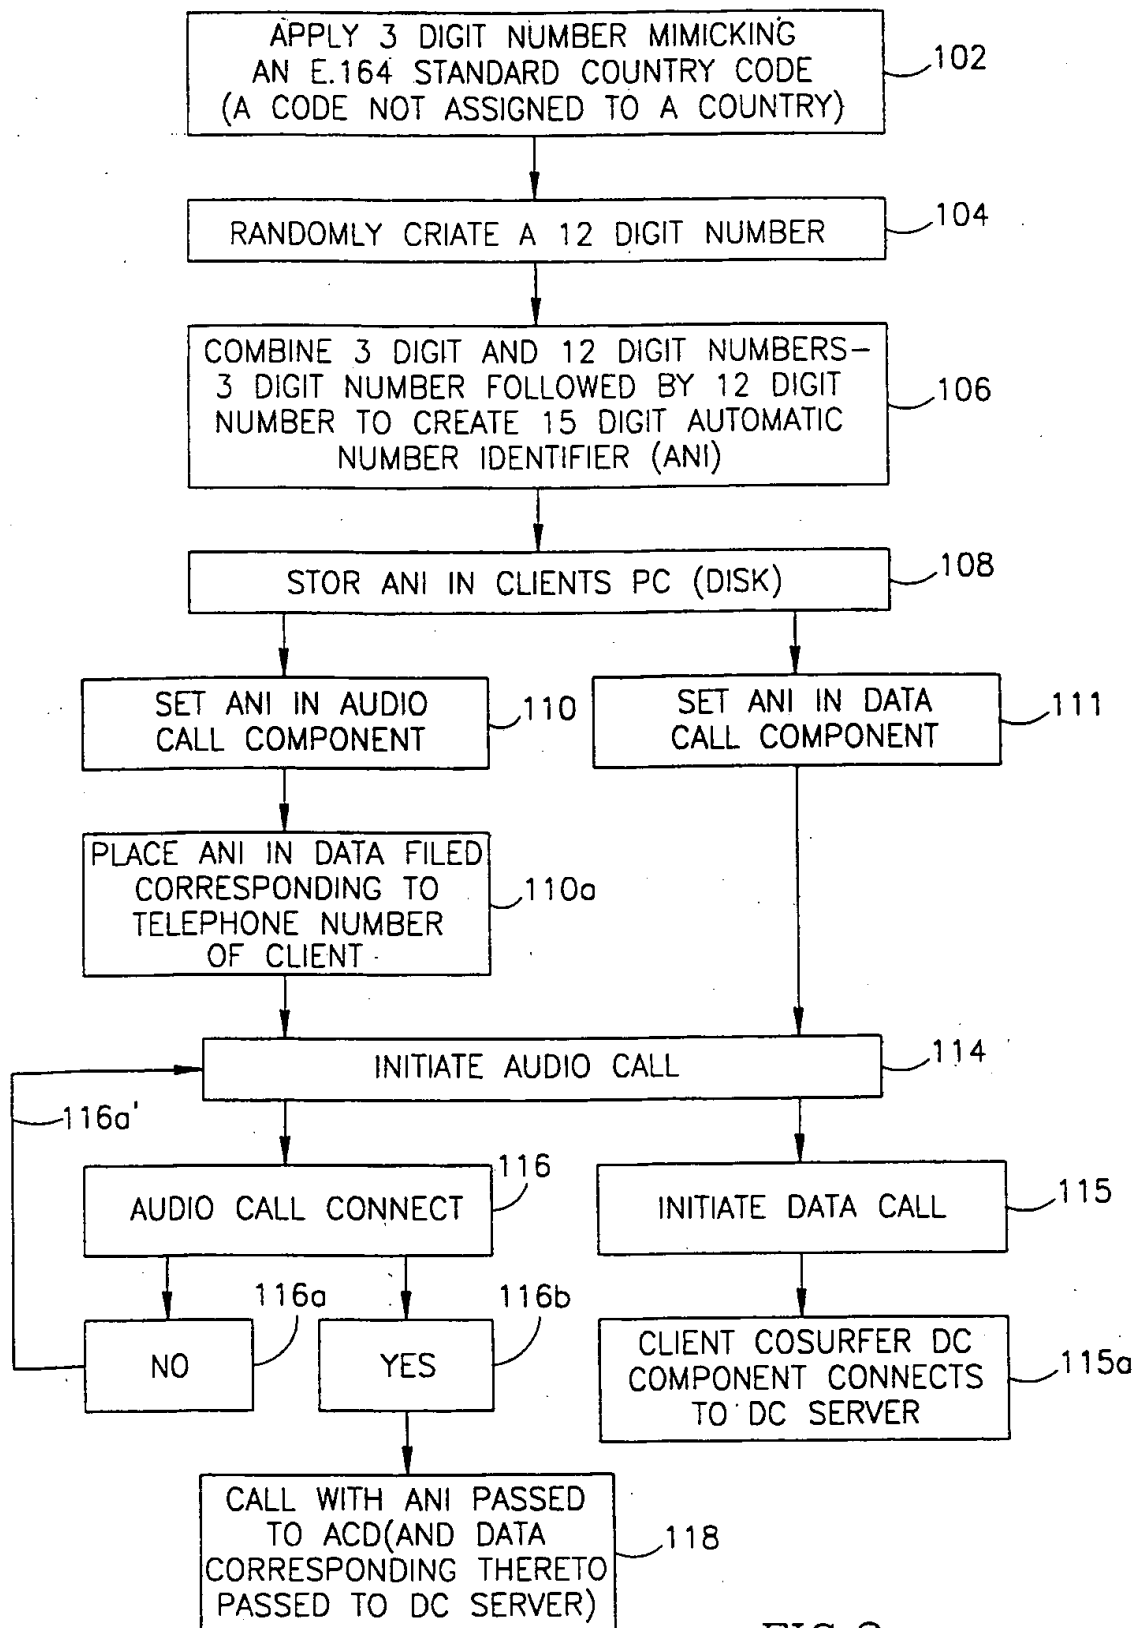 APPLY 3 DIGIT NUMBER MIMICKING
AN E.164 STANDARD COUNTRY CODE
(A CODE NOT ASSIGNED TO A COUNTRY)
102
RANDOMLY CRIATE A 12 DIGIT NUMBER
104
COMBINE 3 DIGIT AND 12 DIGIT NUMBERS-
3 DIGIT NUMBER FOLLOWED BY 12 DIGIT
NUMBER TO CREATE 15 DIGIT AUTOMATIC
NUMBER IDENTIFIER (ANI)
106
STOR ANI IN CLIENTS PC (DISK)
108
SET ANI IN AUDIO
CALL COMPONENT
110
SET ANI IN DATA
CALL COMPONENT
111
PLACE ANI IN DATA FILED
CORRESPONDING TO
TELEPHONE NUMBER
OF CLIENT
110a
INITIATE AUDIO CALL
114
116a'
AUDIO CALL CONNECT
116
INITIATE DATA CALL
115
NO
116a
YES
116b
CLIENT COSURFER DC
COMPONENT CONNECTS
TO DC SERVER
115a
CALL WITH ANI PASSED
TO ACD(AND DATA
CORRESPONDING THERETO
PASSED TO DC SERVER)
118